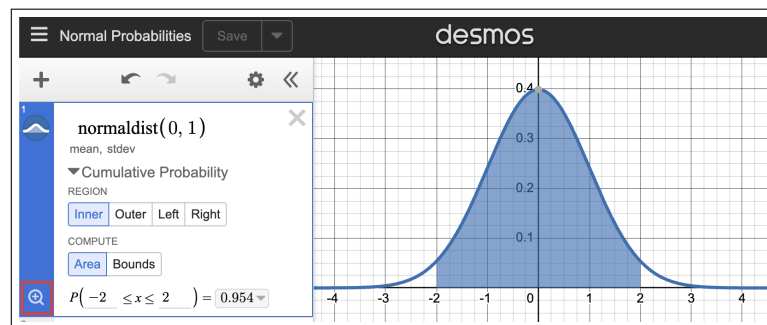 Normal Probabilities Save desmos
1
normaldist(0, 1)
mean, stdev
Cumulative Probability
REGION
Inner Outer Left Right
COMPUTE
Area Bounds
P(−2 ≤ x ≤ 2) = 0.954
0.4
0.3
0.2
0.1
-4 -3 -2 -1 0 1 2 3 4